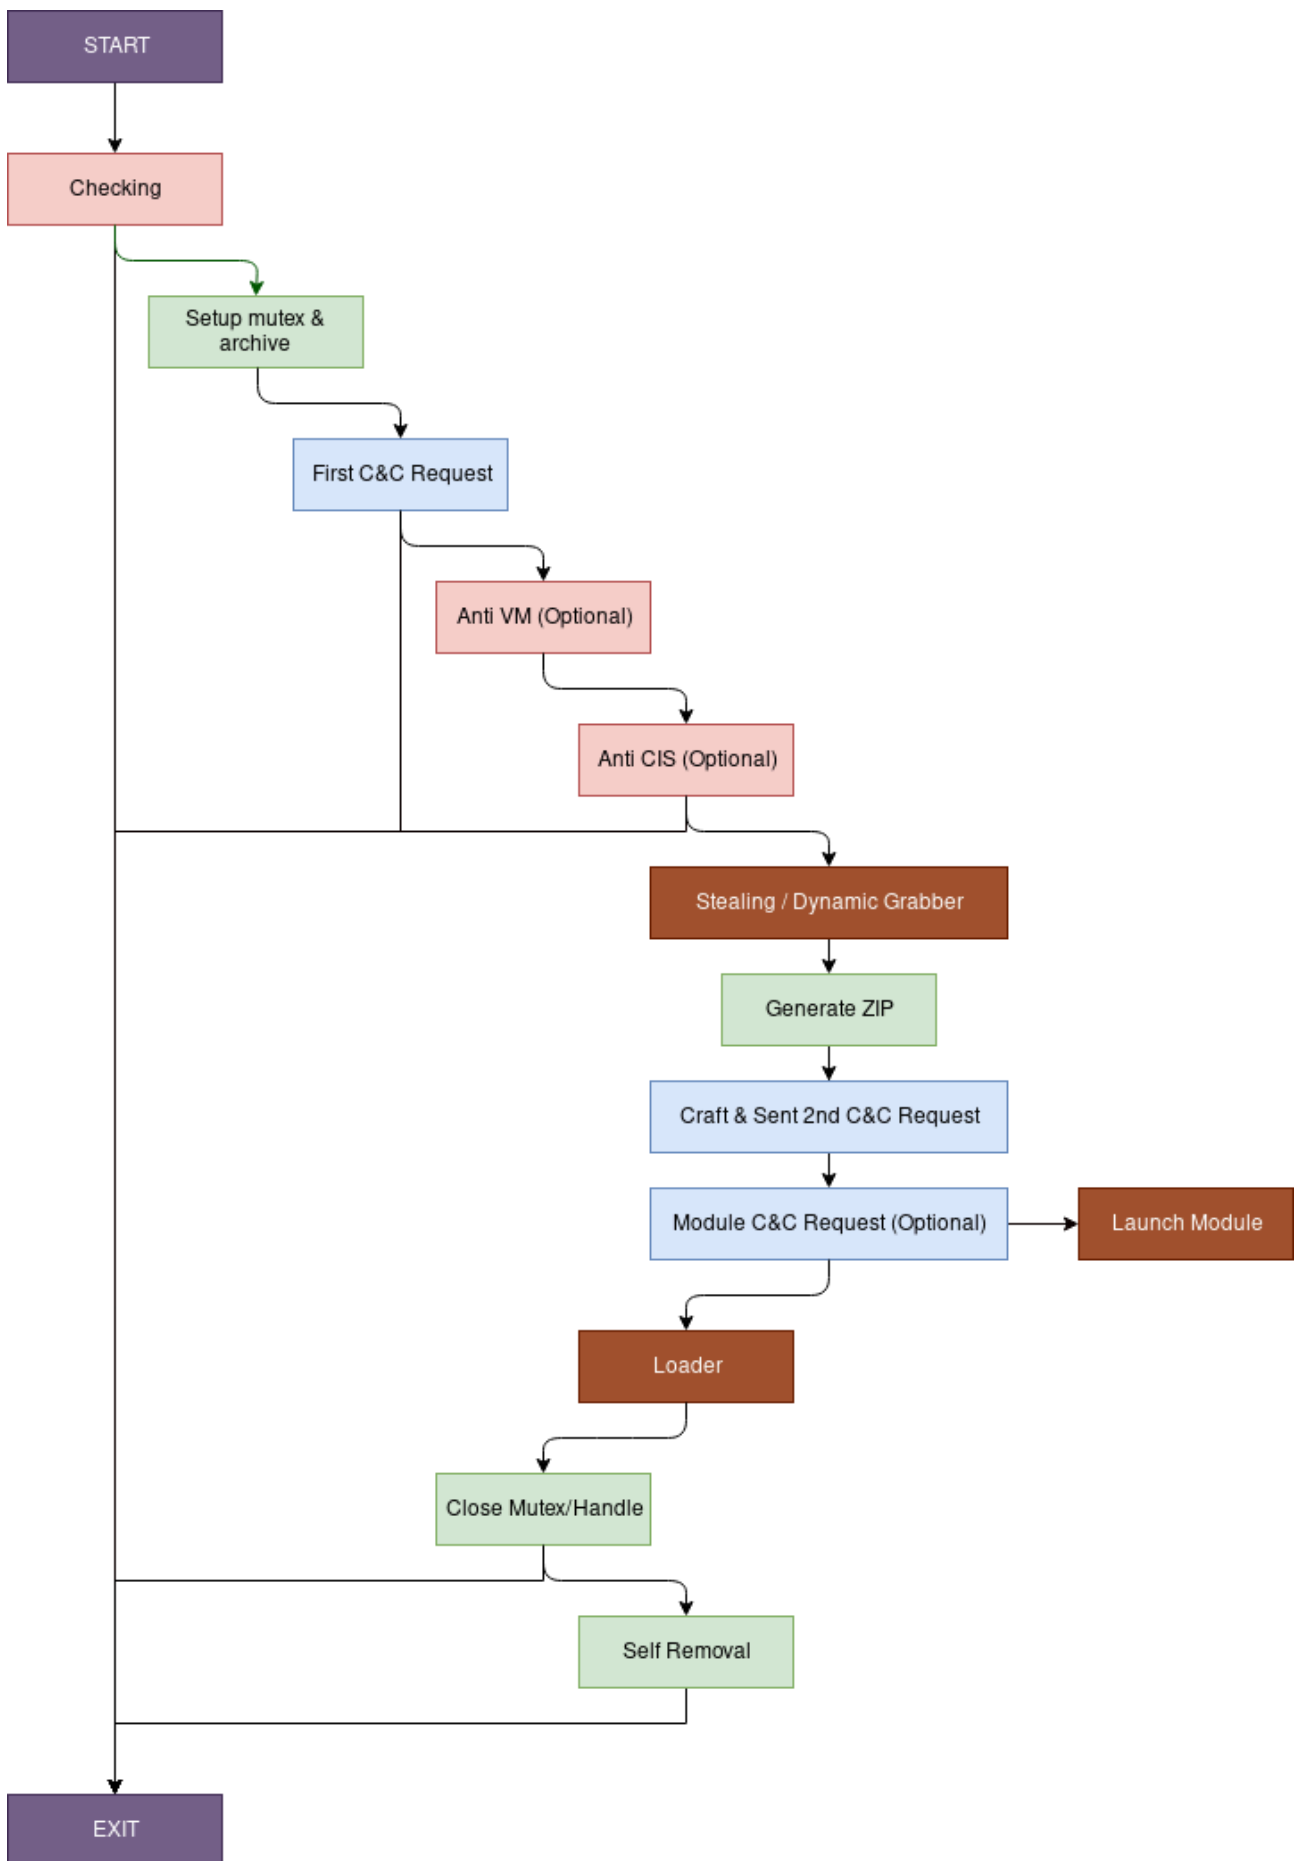 START
Checking
Setup mutex &
archive
First C&C Request
Anti VM (Optional)
Anti CIS (Optional)
Stealing / Dynamic Grabber
Generate ZIP
Craft & Sent 2nd C&C Request
Module C&C Request (Optional)
Launch Module
Loader
Close Mutex/Handle
Self Removal
EXIT